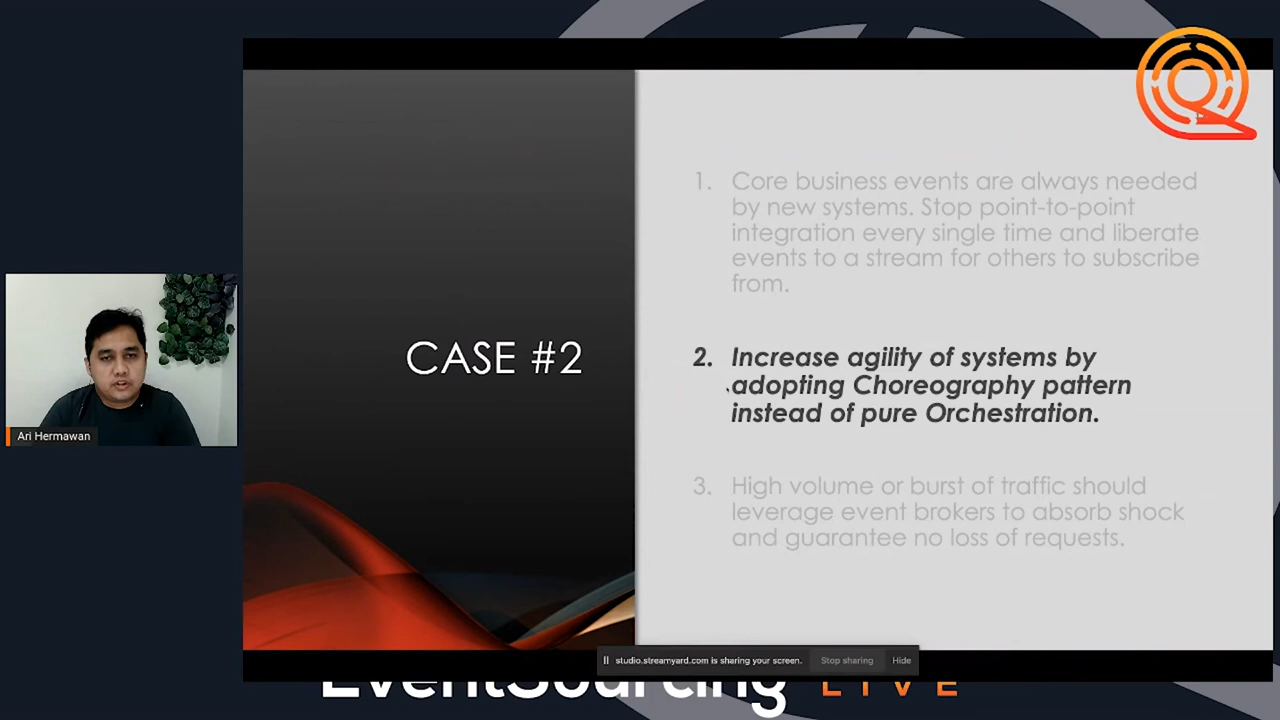 1. Core business events are always needed
by new systems. Stop point-to-point
integration every single time and liberate
events to a stream for others to subscribe
from.
CASE #2
2. Increase agility of systems by
adopting Choreography pattern
instead of pure Orchestration.
Ari Hermawan
3. High volume or burst of traffic should
leverage event brokers to absorb shock
and guarantee no loss of requests.
studio.streamyard.com is sharing your screen. Stop sharing Hide
EventSourcing LIVE